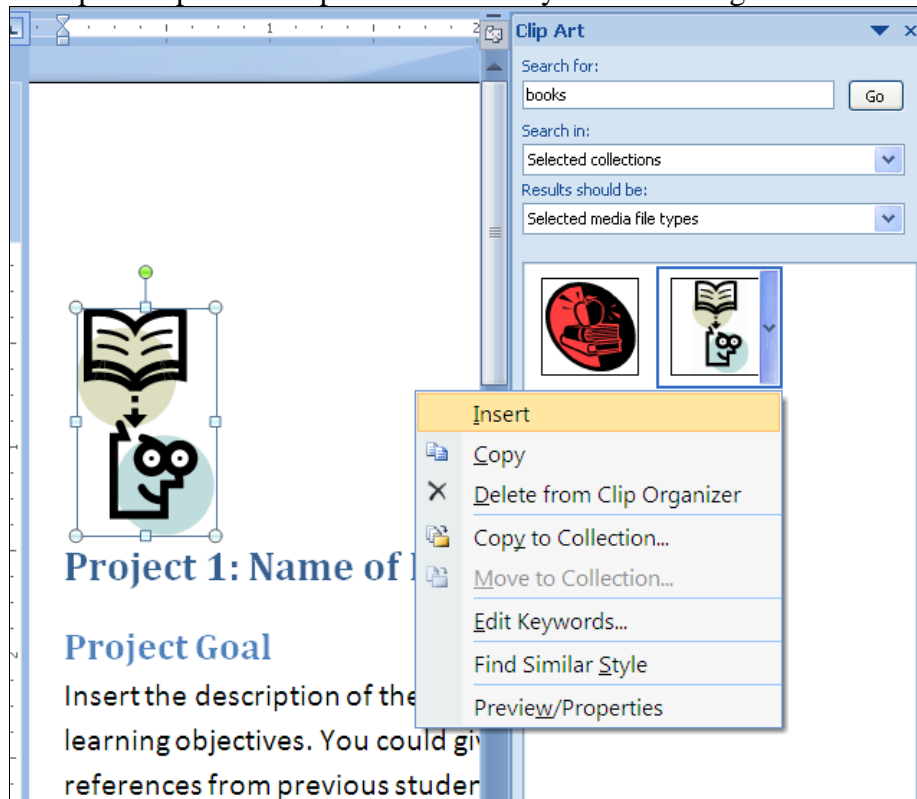 1
Clip Art
Search for:
books
Go
Search in:
Selected collections
Results should be:
Selected media file types
Insert
Copy
Delete from Clip Organizer
Copy to Collection...
Move to Collection...
Edit Keywords...
Find Similar Style
Preview/Properties
Project 1: Name of
Project Goal
Insert the description of the
learning objectives. You could
references from previous
1
2